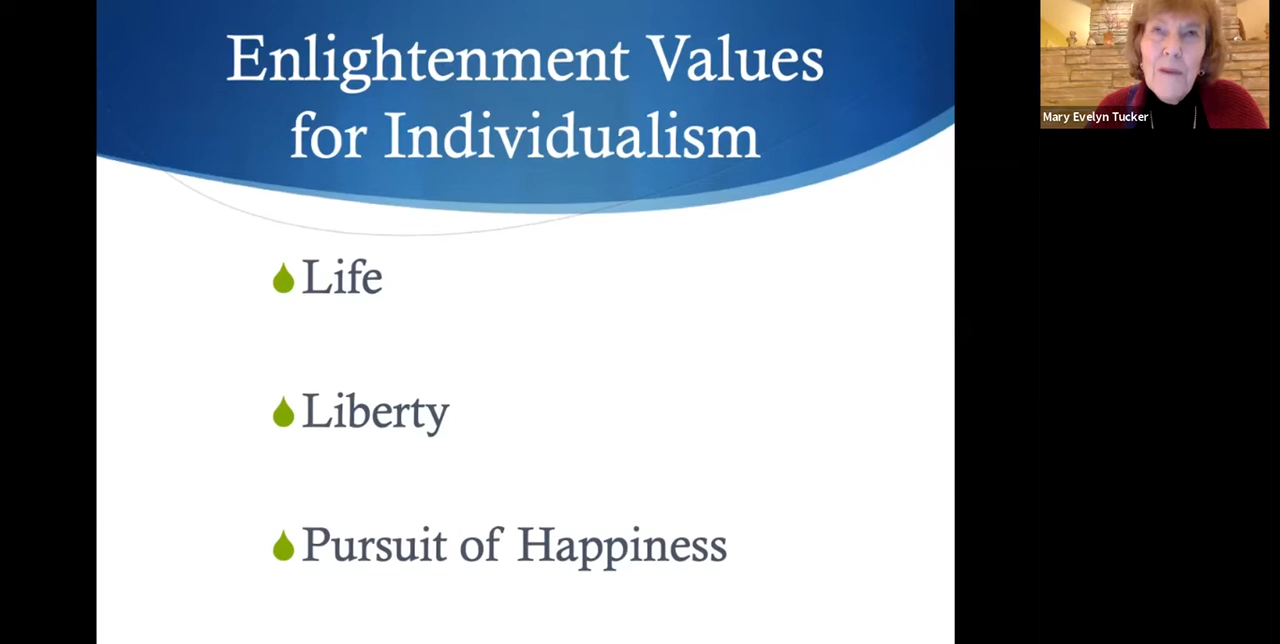 Enlightenment Values
for Individualism
Life
Liberty
Pursuit of Happiness
Mary Evelyn Tucker